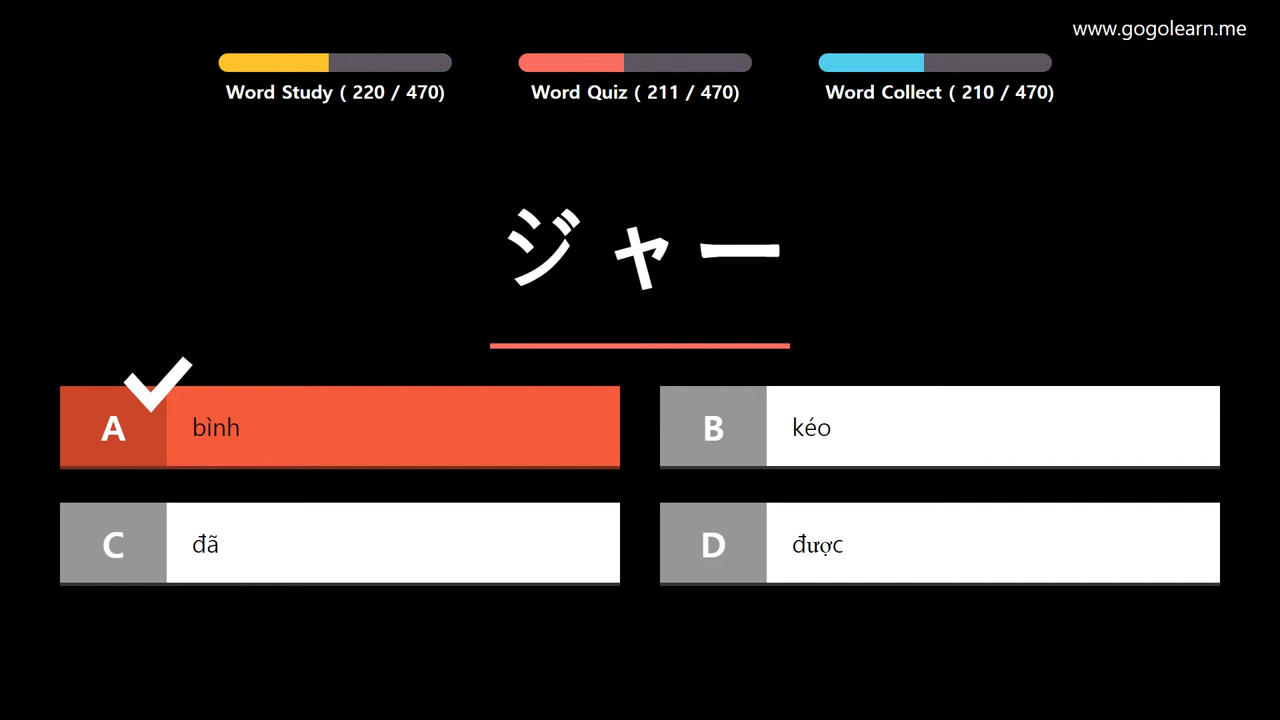 www.gogolearn.me
Word Study ( 220 / 470)
Word Quiz ( 211 / 470)
Word Collect ( 210 / 470)
ジャー
A bình
B kéo
C đã
D được